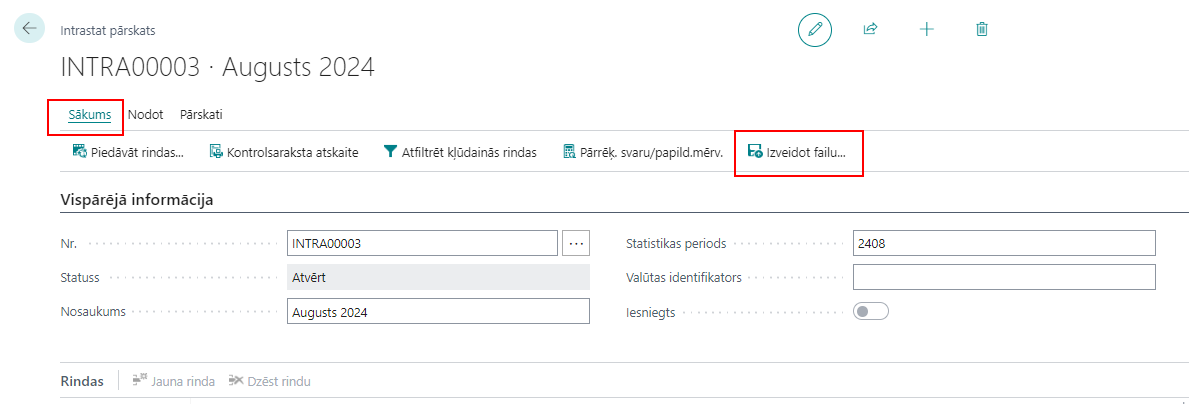 Intrastat pārskats
INTRA00003 · Augusts 2024
Sākums Nodot Pārskati
Piedāvāt rindas... Kontrolsaraksta atskaite Atfiltrēt kļūdainās rindas Pārrēķ. svaru/papild.mērv. Izveidot failu...
Vispārējā informācija
Nr. INTRA00003 ... Statistikas periods 2408
Statuss Atvērt Valūtas identifikators
Nosaukums Augusts 2024 Iesniegts
Rindas Jauna rinda Dzēst rindu